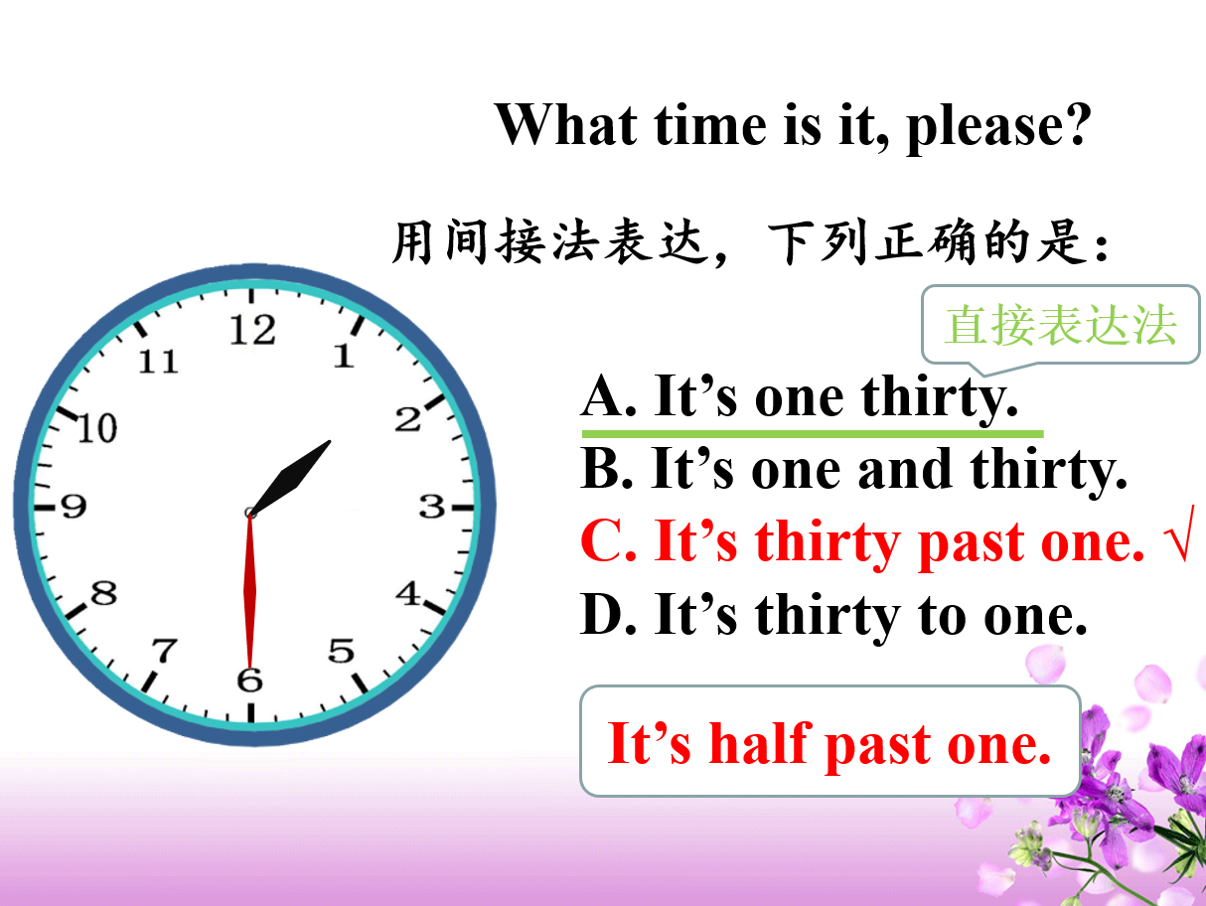 What time is it, please?
用间接法表达，下列正确的是：
直接表达法
A. It’s one thirty.
B. It’s one and thirty.
C. It’s thirty past one. √
D. It’s thirty to one.
It’s half past one.
12
1
2
3
4
5
6
7
8
9
10
11